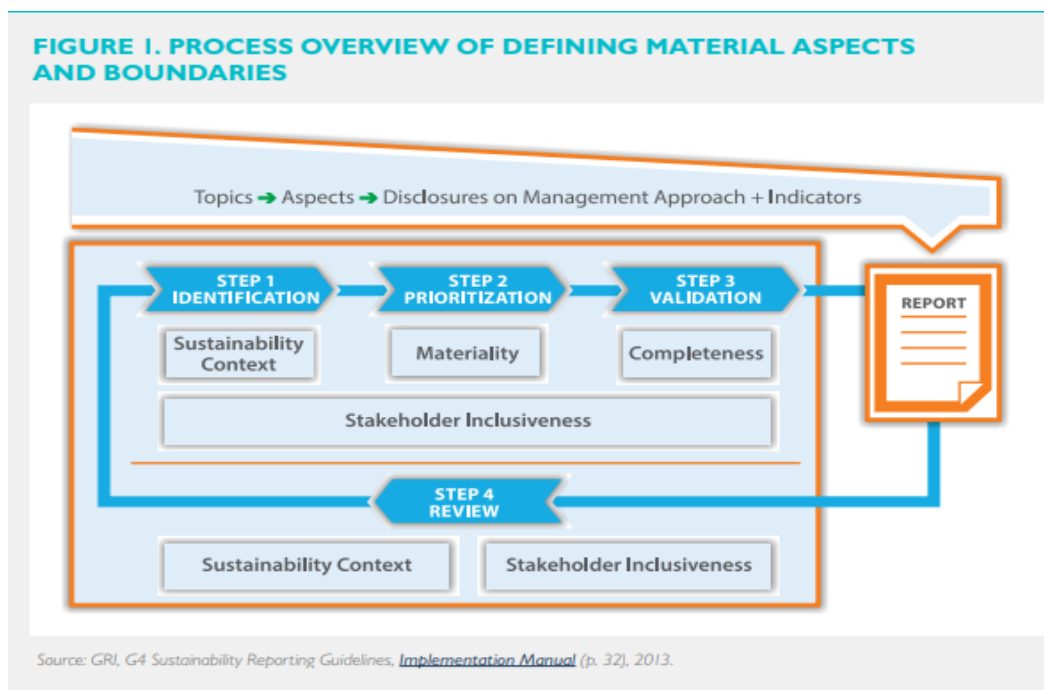 FIGURE 1. PROCESS OVERVIEW OF DEFINING MATERIAL ASPECTS
AND BOUNDARIES
Topics ➔ Aspects ➔ Disclosures on Management Approach + Indicators
STEP 1
IDENTIFICATION
STEP 2
PRIORITIZATION
STEP 3
VALIDATION
REPORT
Sustainability
Context
Materiality
Completeness
Stakeholder Inclusiveness
STEP 4
REVIEW
Sustainability Context
Stakeholder Inclusiveness
Source: GRI, G4 Sustainability Reporting Guidelines, Implementation Manual (p. 32), 2013.